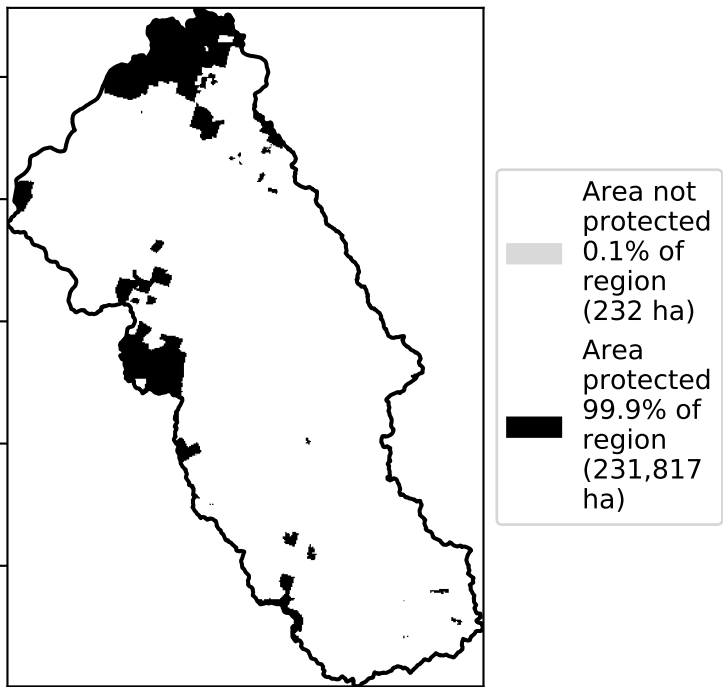 Area not
protected
0.1% of
region
(232 ha)
Area
protected
99.9% of
region
(231,817
ha)